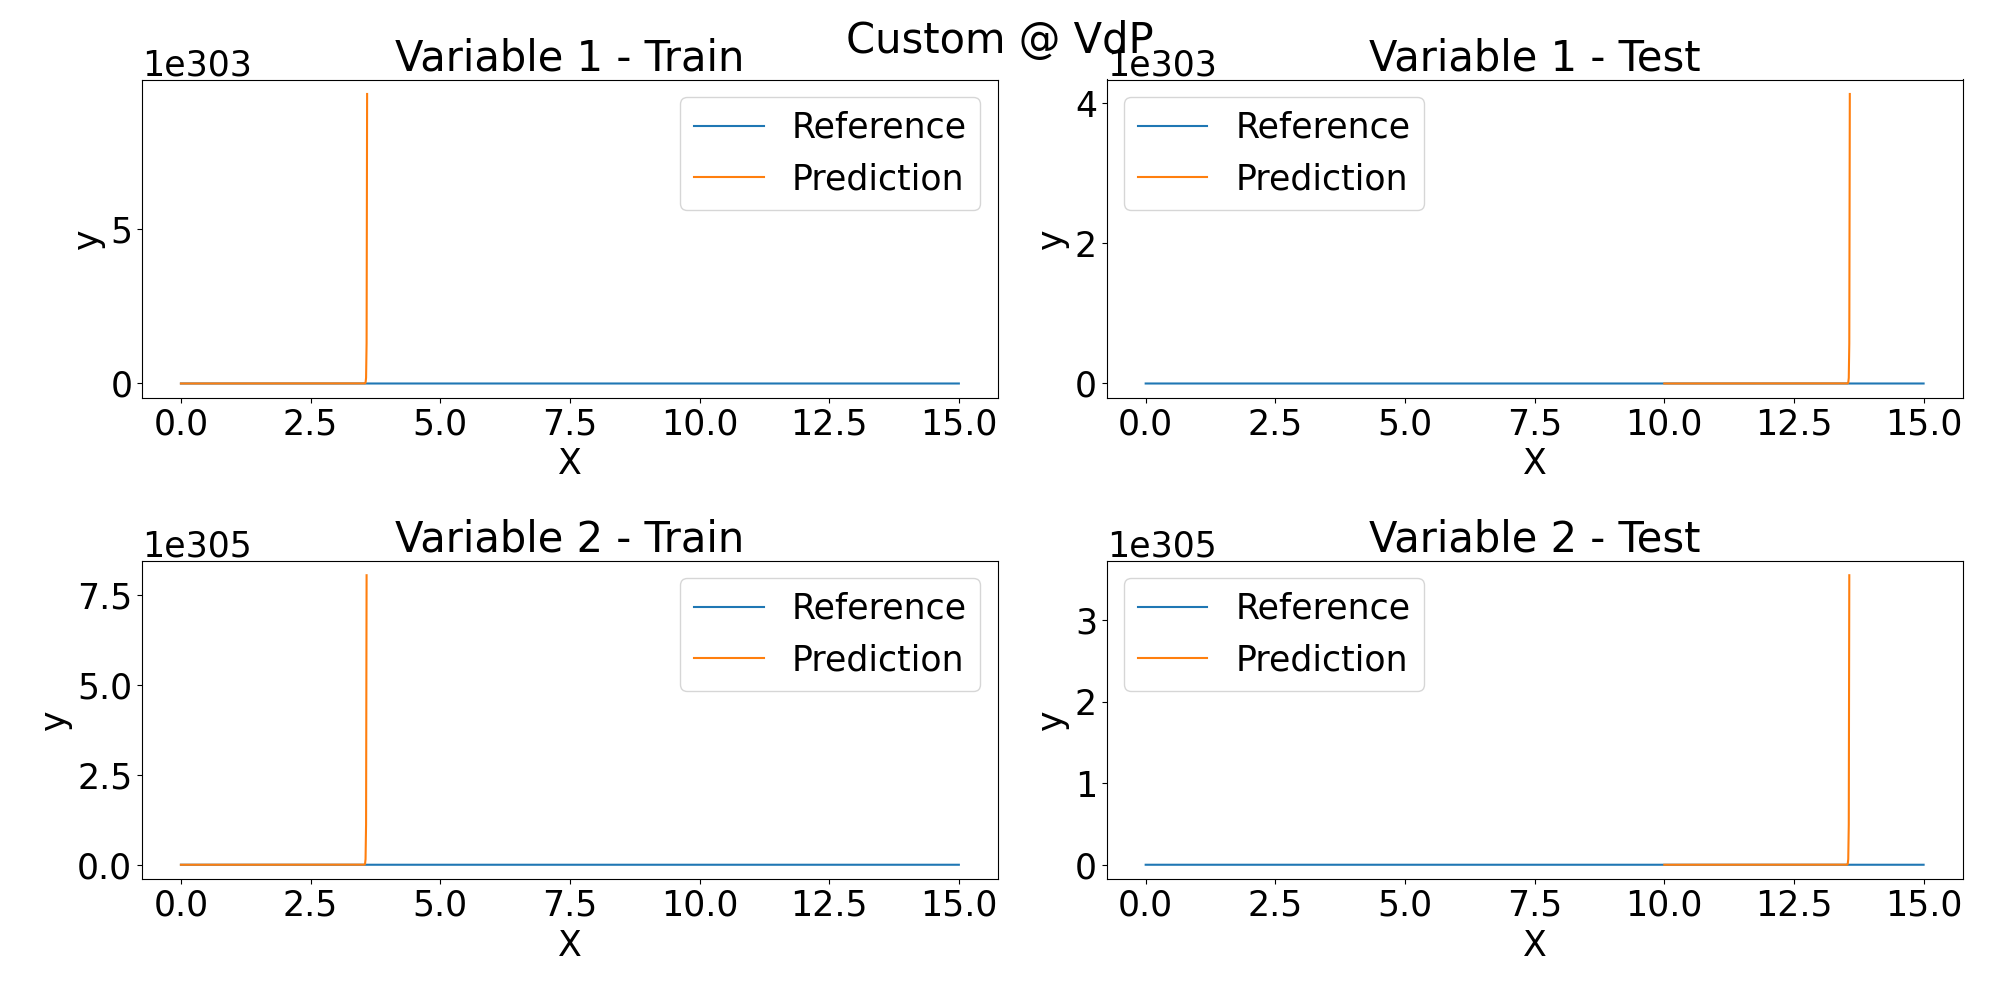 Custom @ VdP
Variable 1 - Train
1e303
5
0
Reference
Prediction
y
0.0 2.5 5.0 7.5 10.0 12.5 15.0
X
Variable 1 - Test
1e303
4
2
0
Reference
Prediction
y
0.0 2.5 5.0 7.5 10.0 12.5 15.0
X
Variable 2 - Train
1e305
7.5
5.0
2.5
0.0
Reference
Prediction
y
0.0 2.5 5.0 7.5 10.0 12.5 15.0
X
Variable 2 - Test
1e305
3
2
1
0
Reference
Prediction
y
0.0 2.5 5.0 7.5 10.0 12.5 15.0
X